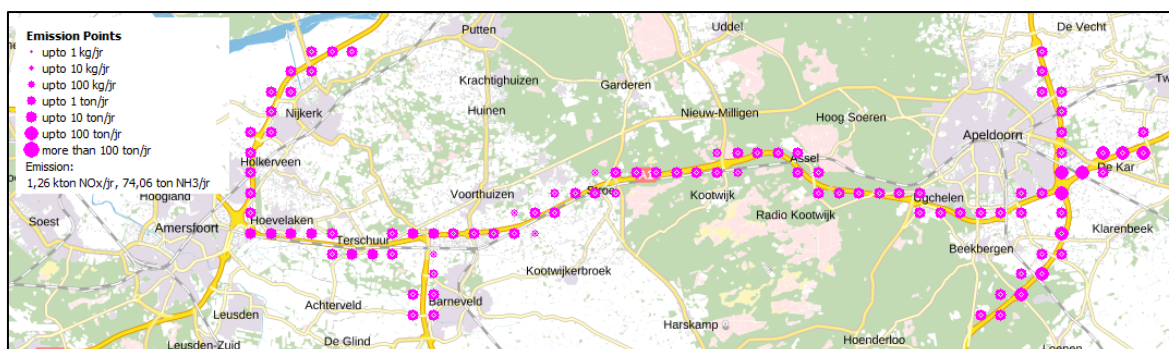 Emission Points
upto 1 kg/jr
upto 10 kg/jr
upto 100 kg/jr
upto 1 ton/jr
upto 10 ton/jr
upto 100 ton/jr
more than 100 ton/jr
Emission:
1,26 kton NOx/jr, 74,06 ton NH3/jr
Putten
Uddel
De Vecht
Krachtighuizen
Garderen
Nijkerk
Huinen
Nieuw-Milligen
Hoog Soeren
Apeldoorn
Holkerveen
Assel
De Kar
Voorthuizen
Stroe
Kootwijk
Hoogland
Ugchelen
Soest
Hoevelaken
Radio Kootwijk
Amersfoort
Klarenbeek
Terschuur
Beekbergen
Kootwijkerbroek
Achterveld
Barneveld
Leusden
Harskamp
De Glind
Hoenderloo
Leusden-Zuid
Loenen